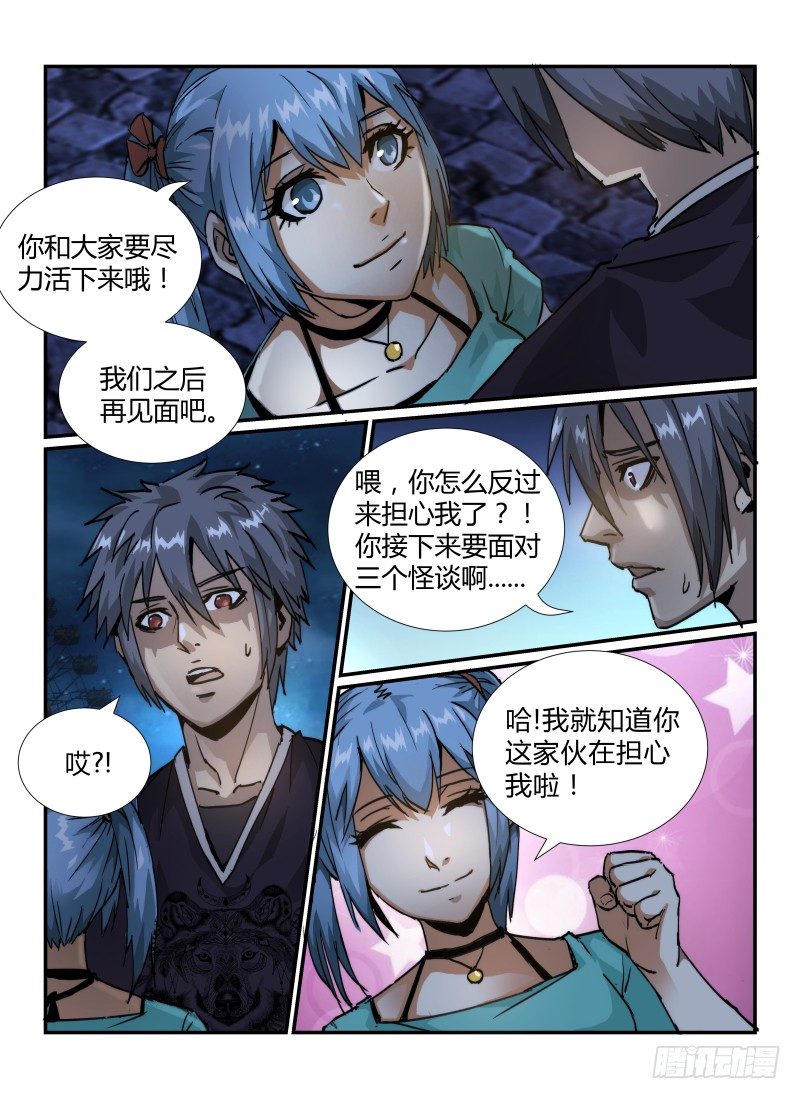 你和大家要尽
力活下来哦！
我们之后
再见面吧。
喂，你怎么反过
来担心我了？！
你接下来要面对
三个怪谈啊……
哎?!
哈!我就知道你
这家伙在担心
我啦！
腾讯动漫